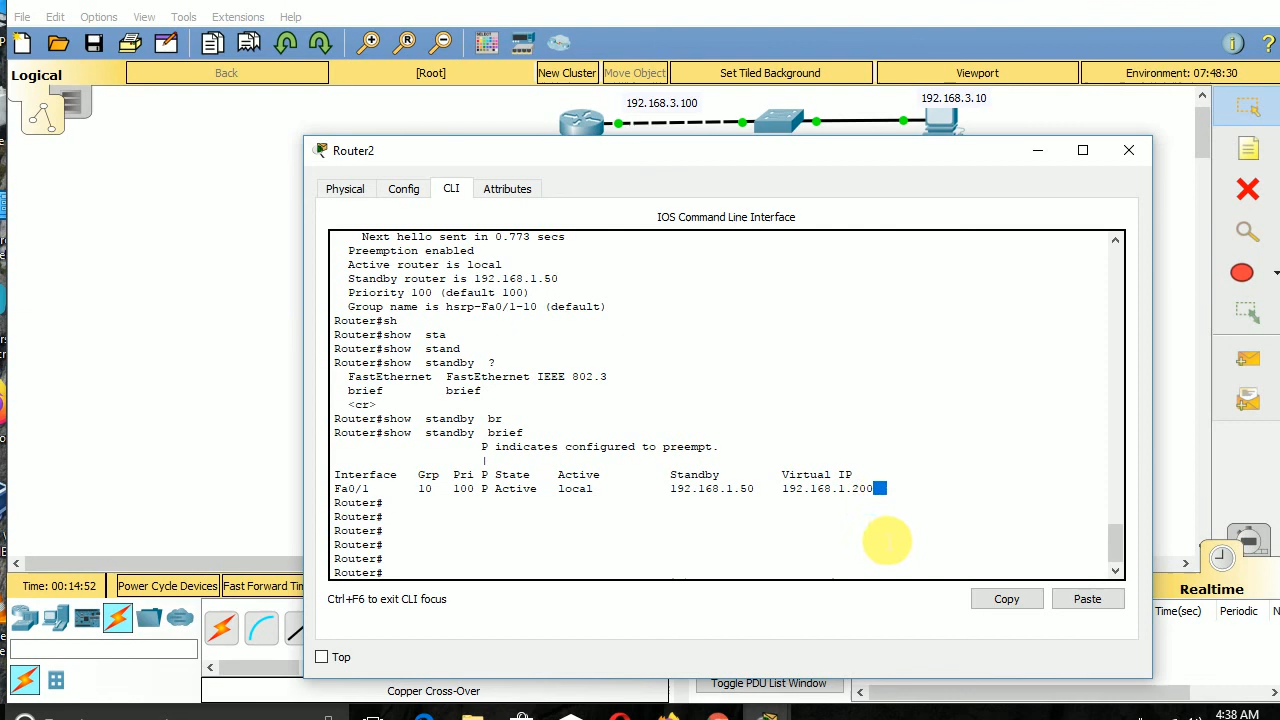 File Edit Options View Tools Extensions Help
Logical
Back
[Root]
New Cluster
Move Object
Set Tiled Background
Viewport
Environment: 07:48:30
192.168.3.100
192.168.3.10
Router2
Physical Config CLI Attributes
IOS Command Line Interface
Next hello sent in 0.773 secs
Preemption enabled
Active router is local
Standby router is 192.168.1.50
Priority 100 (default 100)
Group name is hsrp-Fa0/1-10 (default)
Router#sh
Router#show sta
Router#show stand
Router#show standby ?
FastEthernet FastEthernet IEEE 802.3
brief brief
<cr>
Router#show standby br
Router#show standby brief
P indicates configured to preempt.
|
Interface Grp Pri P State Active Standby Virtual IP
Fa0/1 10 100 P Active local 192.168.1.50 192.168.1.200
Router#
Router#
Router#
Router#
Router#
Router#
Ctrl+F6 to exit CLI focus
Copy
Paste
Top
Time: 00:14:52
Power Cycle Devices
Fast Forward Tim
Realtime
Time(sec) Periodic
Copper Cross-Over
Toggle PDU List Window
4:38 AM